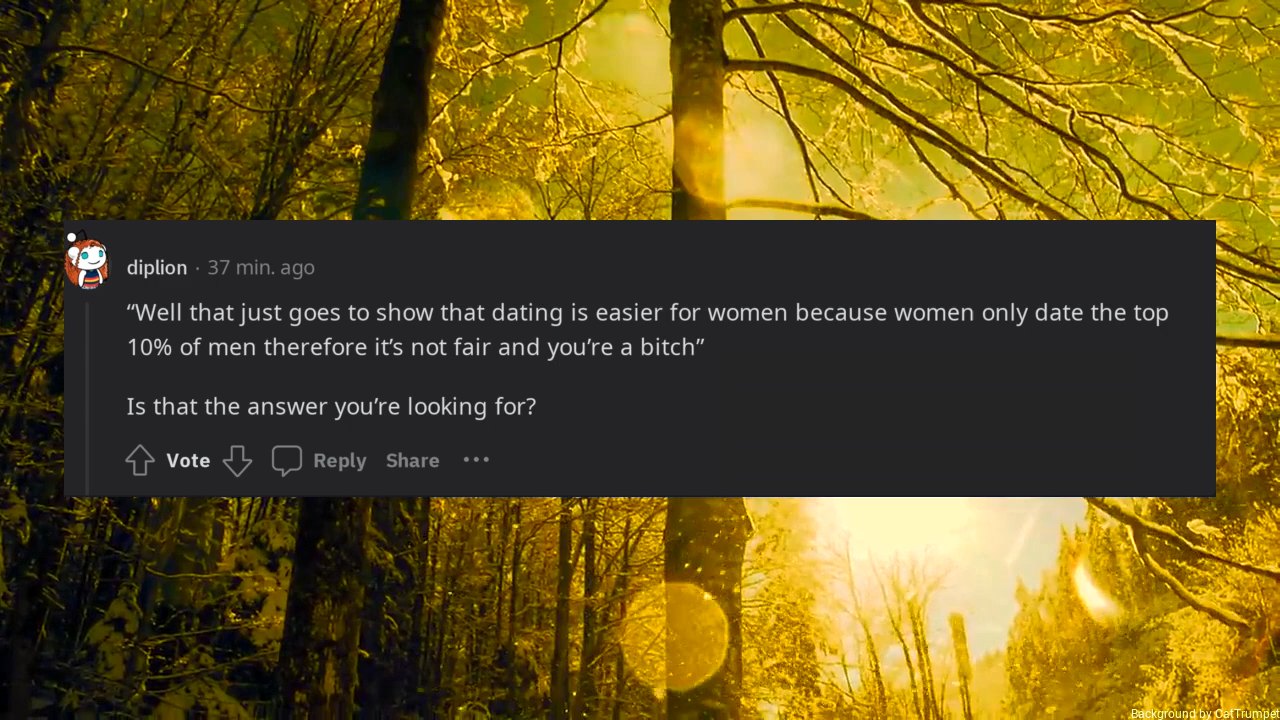 diplion · 37 min. ago
“Well that just goes to show that dating is easier for women because women only date the top
10% of men therefore it’s not fair and you’re a bitch”
Is that the answer you’re looking for?
Vote Reply Share ···
Background by CatTrumpet